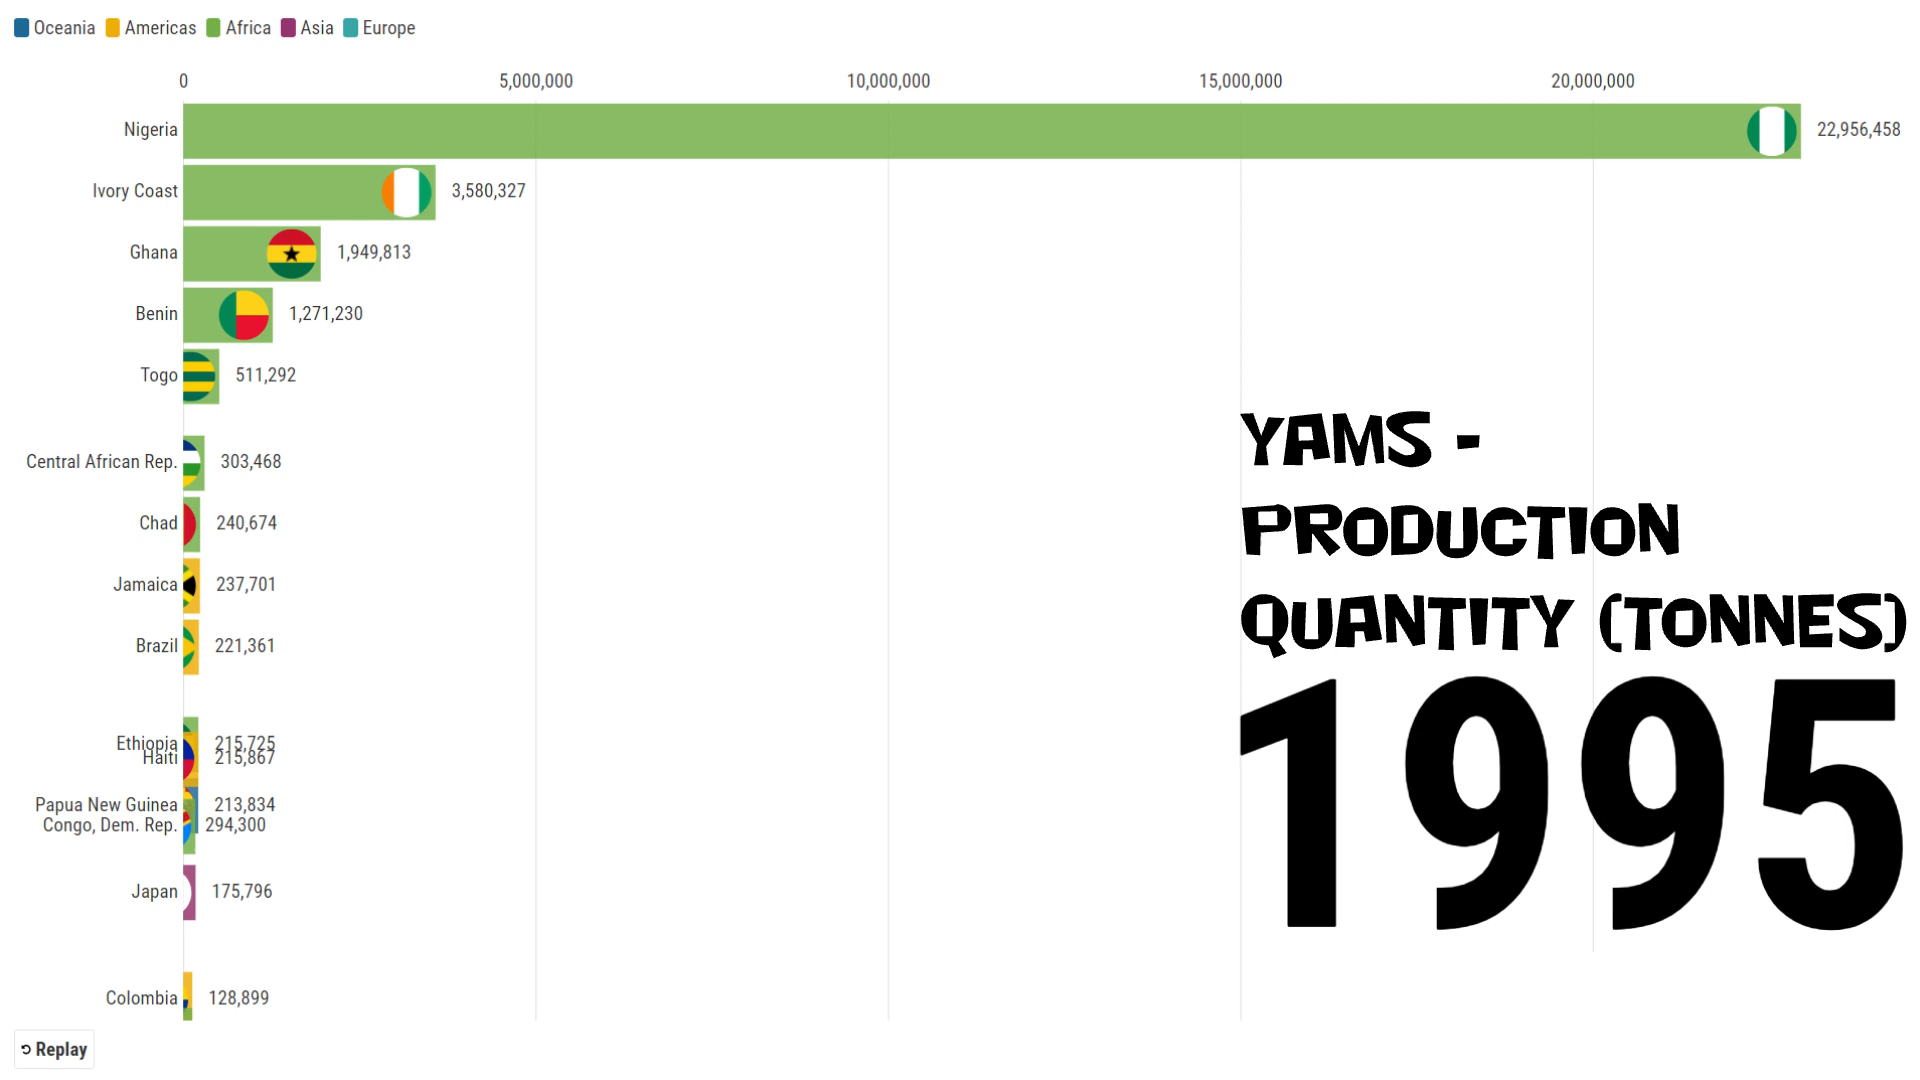 Oceania Americas Africa Asia Europe
0 5,000,000 10,000,000 15,000,000 20,000,000
Nigeria 22,956,458
Ivory Coast 3,580,327
Ghana 1,949,813
Benin 1,271,230
Togo 511,292
Central African Rep. 303,468
Chad 240,674
Jamaica 237,701
Brazil 221,361
Ethiopia 215,725
Haiti 215,867
Papua New Guinea 213,834
Congo, Dem. Rep. 294,300
Japan 175,796
Colombia 128,899
YAMS -
PRODUCTION
QUANTITY (TONNES)
1995
Replay